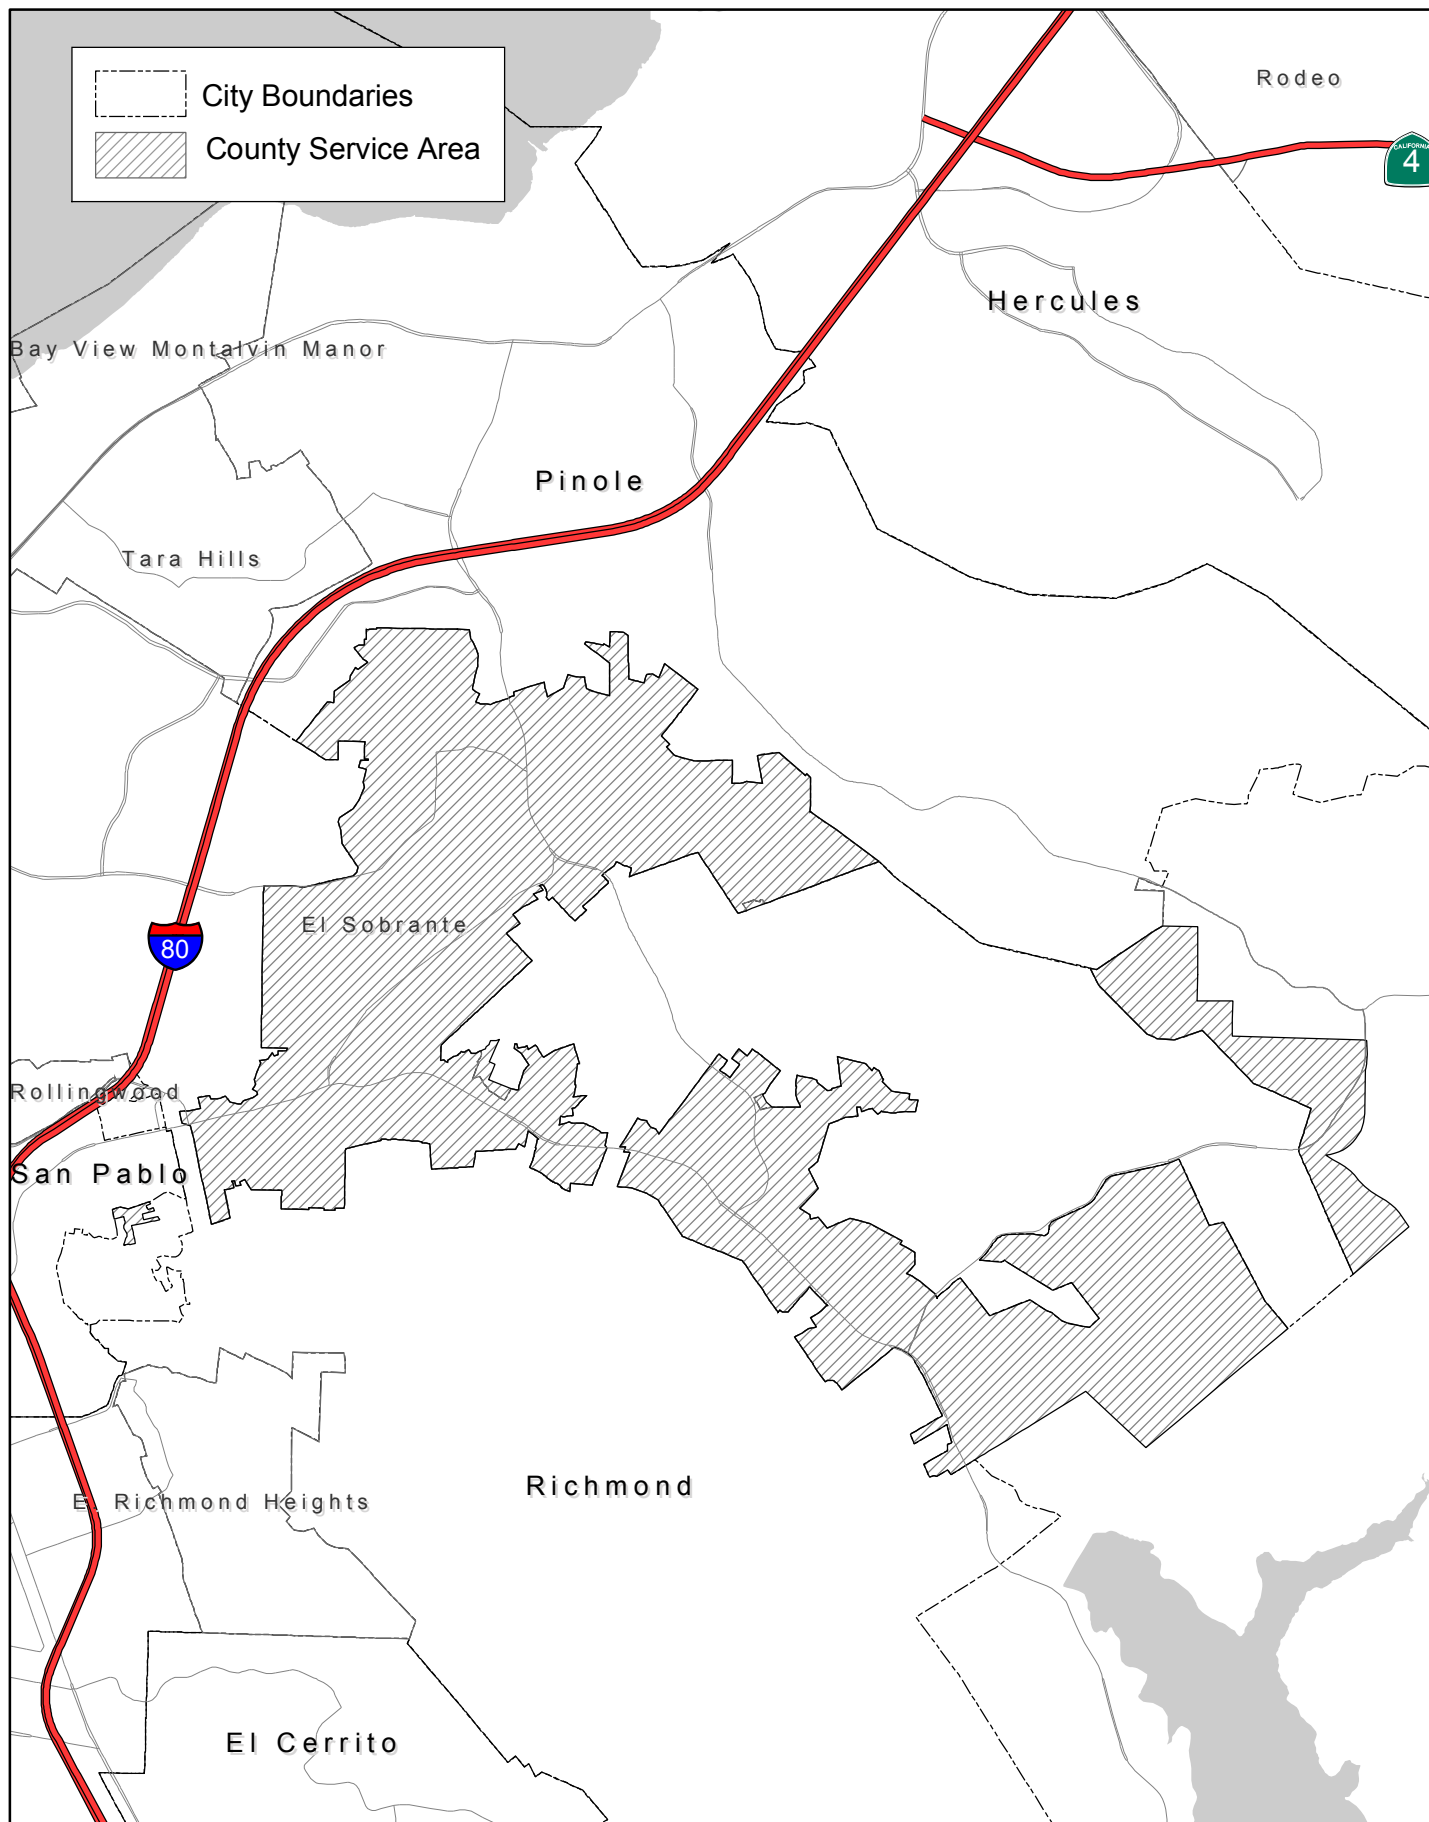 City Boundaries
County Service Area
Rodeo
CALIFORNIA
4
Hercules
Bay View Montalvin Manor
Pinole
Tara Hills
El Sobrante
80
Rollingwood
San Pablo
Richmond
E. Richmond Heights
El Cerrito